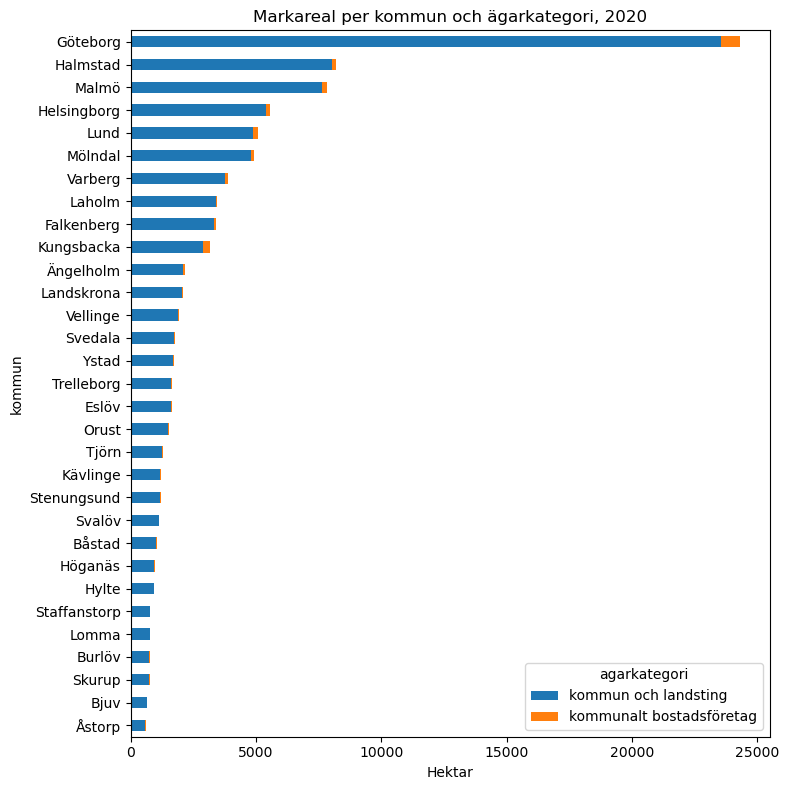 Markareal per kommun och ägarkategori, 2020
Göteborg
Halmstad
Malmö
Helsingborg
Lund
Mölndal
Varberg
Laholm
Falkenberg
Kungsbacka
Ängelholm
Landskrona
Vellinge
Svedala
Ystad
Trelleborg
Eslöv
Orust
Tjörn
Kävlinge
Stenungsund
Svalöv
Båstad
Höganäs
Hylte
Staffanstorp
Lomma
Burlöv
Skurup
Bjuv
Åstorp
kommun
agarkategori
kommun och landsting
kommunalt bostadsföretag
0 5000 10000 15000 20000 25000
Hektar